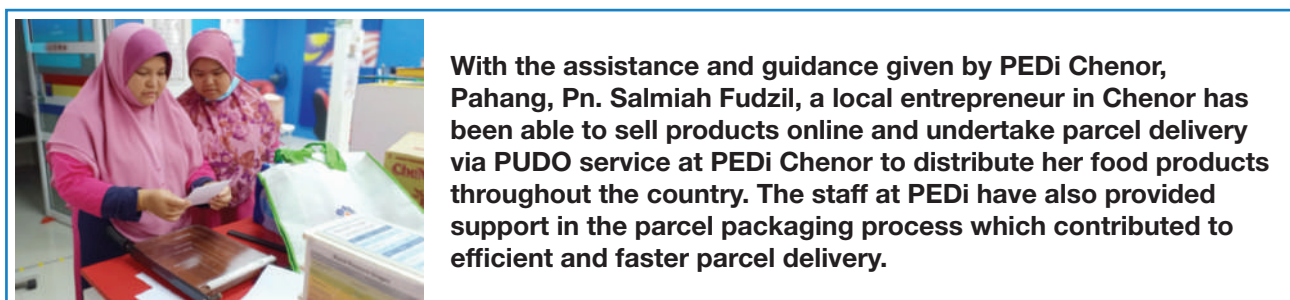 With the assistance and guidance given by PEDi Chenor,
Pahang, Pn. Salmiah Fudzil, a local entrepreneur in Chenor has
been able to sell products online and undertake parcel delivery
via PUDO service at PEDi Chenor to distribute her food products
throughout the country. The staff at PEDi have also provided
support in the parcel packaging process which contributed to
efficient and faster parcel delivery.